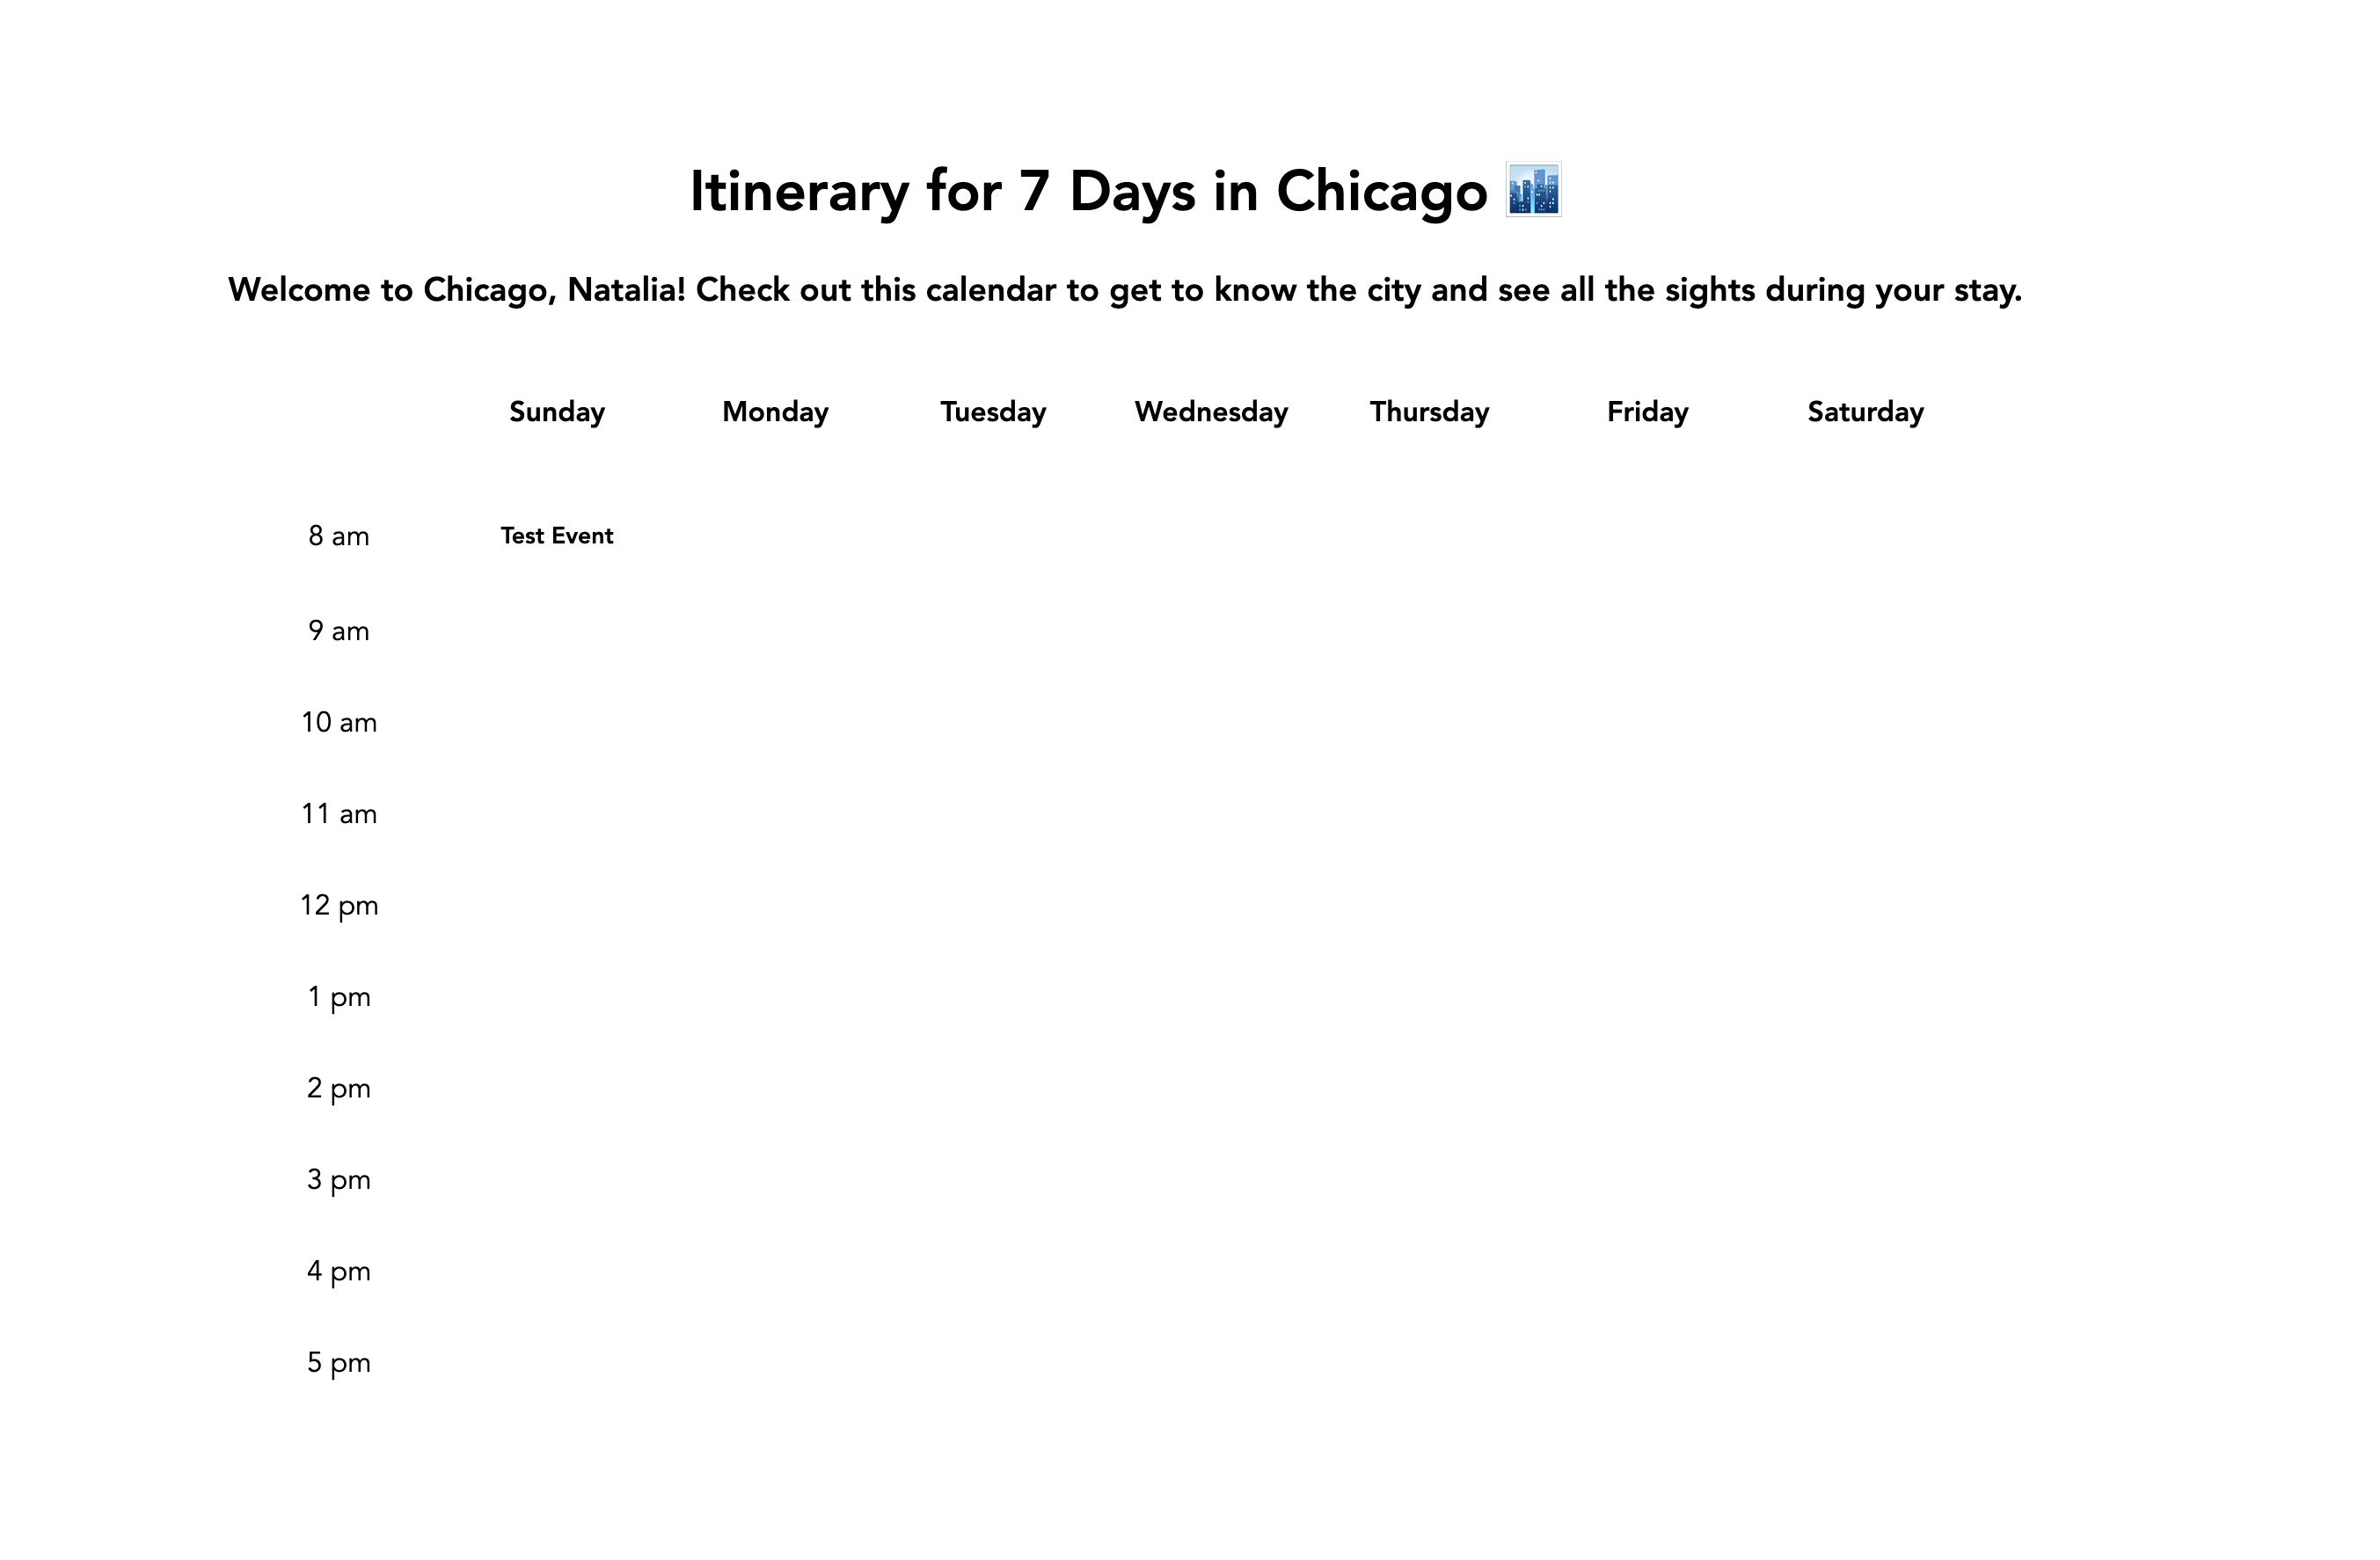 Itinerary for 7 Days in Chicago 🏙️
Welcome to Chicago, Natalia! Check out this calendar to get to know the city and see all the sights during your stay.
Sunday Monday Tuesday Wednesday Thursday Friday Saturday
8 am Test Event
9 am
10 am
11 am
12 pm
1 pm
2 pm
3 pm
4 pm
5 pm